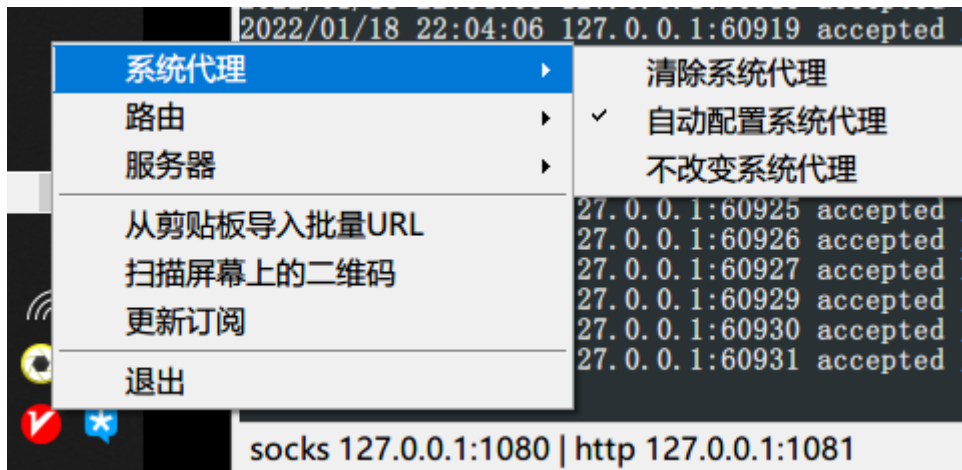 2022/01/18 22:04:06 127.0.0.1:60919 accepted
系统代理
清除系统代理
路由
自动配置系统代理
服务器
不改变系统代理
27.0.0.1:60925 accepted
从剪贴板导入批量URL
27.0.0.1:60926 accepted
扫描屏幕上的二维码
27.0.0.1:60927 accepted
27.0.0.1:60929 accepted
更新订阅
27.0.0.1:60930 accepted
27.0.0.1:60931 accepted
退出
socks 127.0.0.1:1080 | http 127.0.0.1:1081